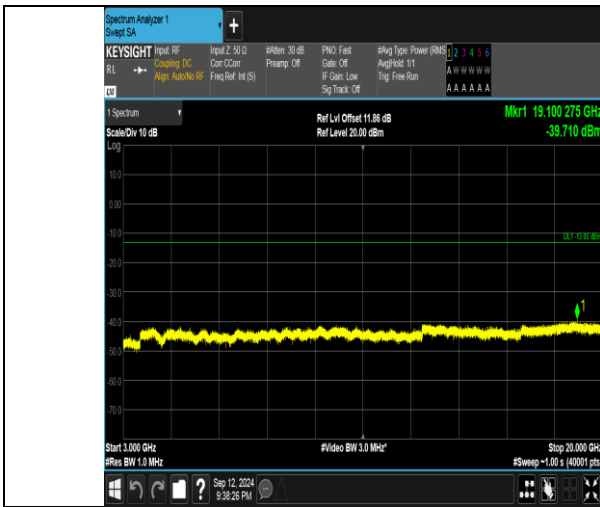 Spectrum Analyzer 1
Swept SA
+
KEYSIGHT
RL
LXI
Input: RF
Coupling: DC
Align: Auto/No RF
Input Z: 50 Ω
Corr CCorr
Freq Ref: Int (S)
#Atten: 30 dB
Preamp: Off
PNO: Fast
Gate: Off
IF Gain: Low
Sig Track: Off
#Avg Type: Power (RMS
Avg|Hold: 1/1
Trig: Free Run
1 2 3 4 5 6
A W W W W W
A A A A A A
1 Spectrum
Scale/Div 10 dB
Ref Lvl Offset 11.86 dB
Ref Level 20.00 dBm
Mkr1 19.100 275 GHz
-39.710 dBm
Log
10.0
0.00
-10.0
DL1 -13.00 dBm
-20.0
-30.0
-40.0
1
-50.0
-60.0
-70.0
Start 3.000 GHz
#Res BW 1.0 MHz
#Video BW 3.0 MHz*
Stop 20.000 GHz
#Sweep ~1.00 s (40001 pts
?
Sep 12, 2024
9:38:26 PM